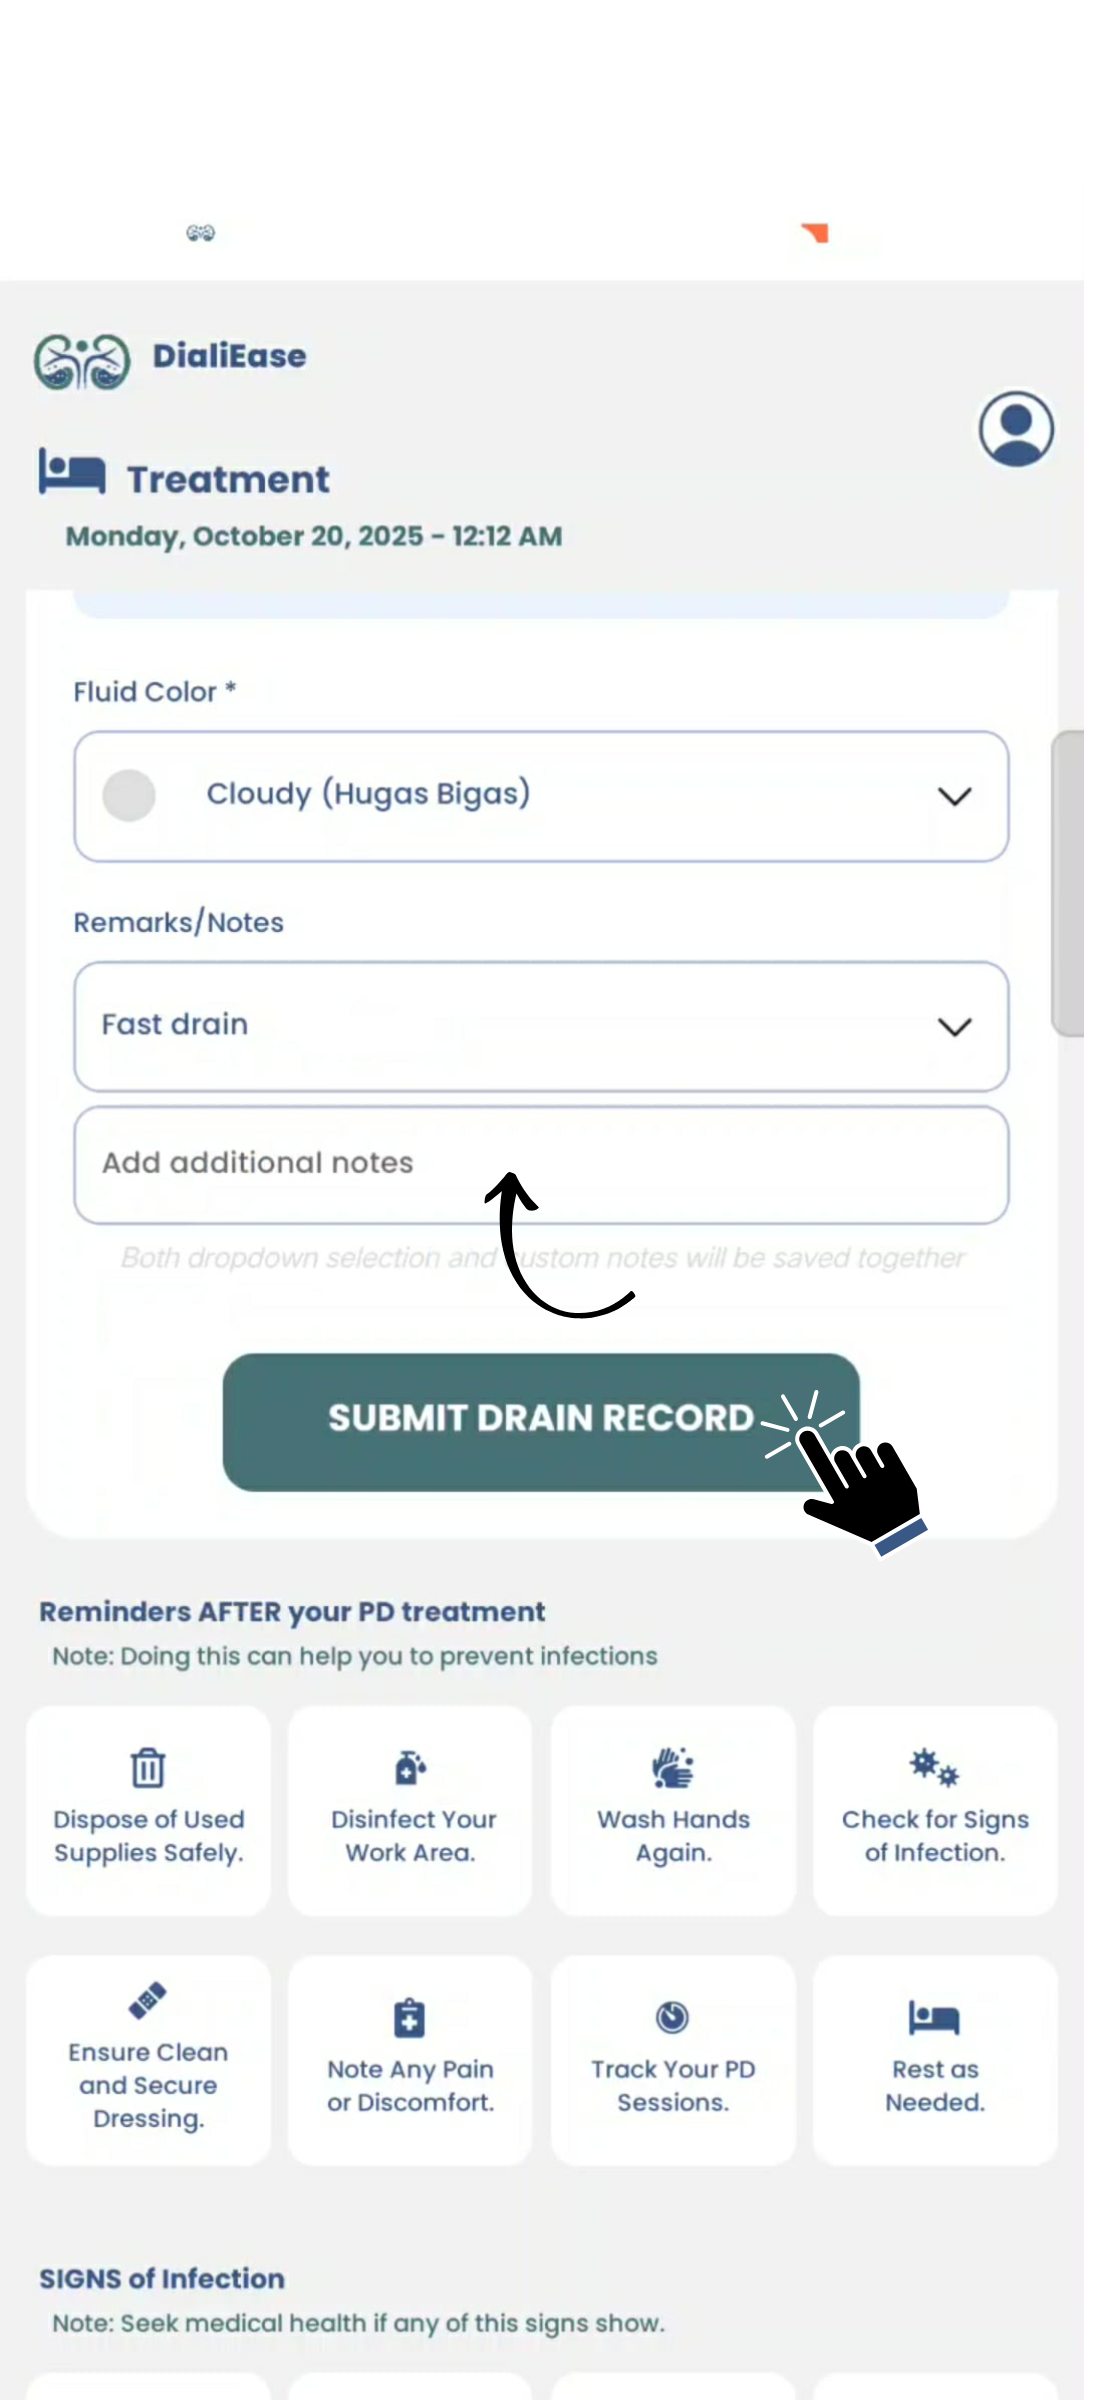 DialiEase
Treatment
Monday, October 20, 2025 - 12:12 AM
Fluid Color *
Cloudy (Hugas Bigas)
Remarks/Notes
Fast drain
Add additional notes
Both dropdown selection and custom notes will be saved together
SUBMIT DRAIN RECORD
Reminders AFTER your PD treatment
Note: Doing this can help you to prevent infections
Dispose of Used
Supplies Safely.
Disinfect Your
Work Area.
Wash Hands
Again.
Check for Signs
of Infection.
Ensure Clean
and Secure
Dressing.
Note Any Pain
or Discomfort.
Track Your PD
Sessions.
Rest as
Needed.
SIGNS of Infection
Note: Seek medical health if any of this signs show.